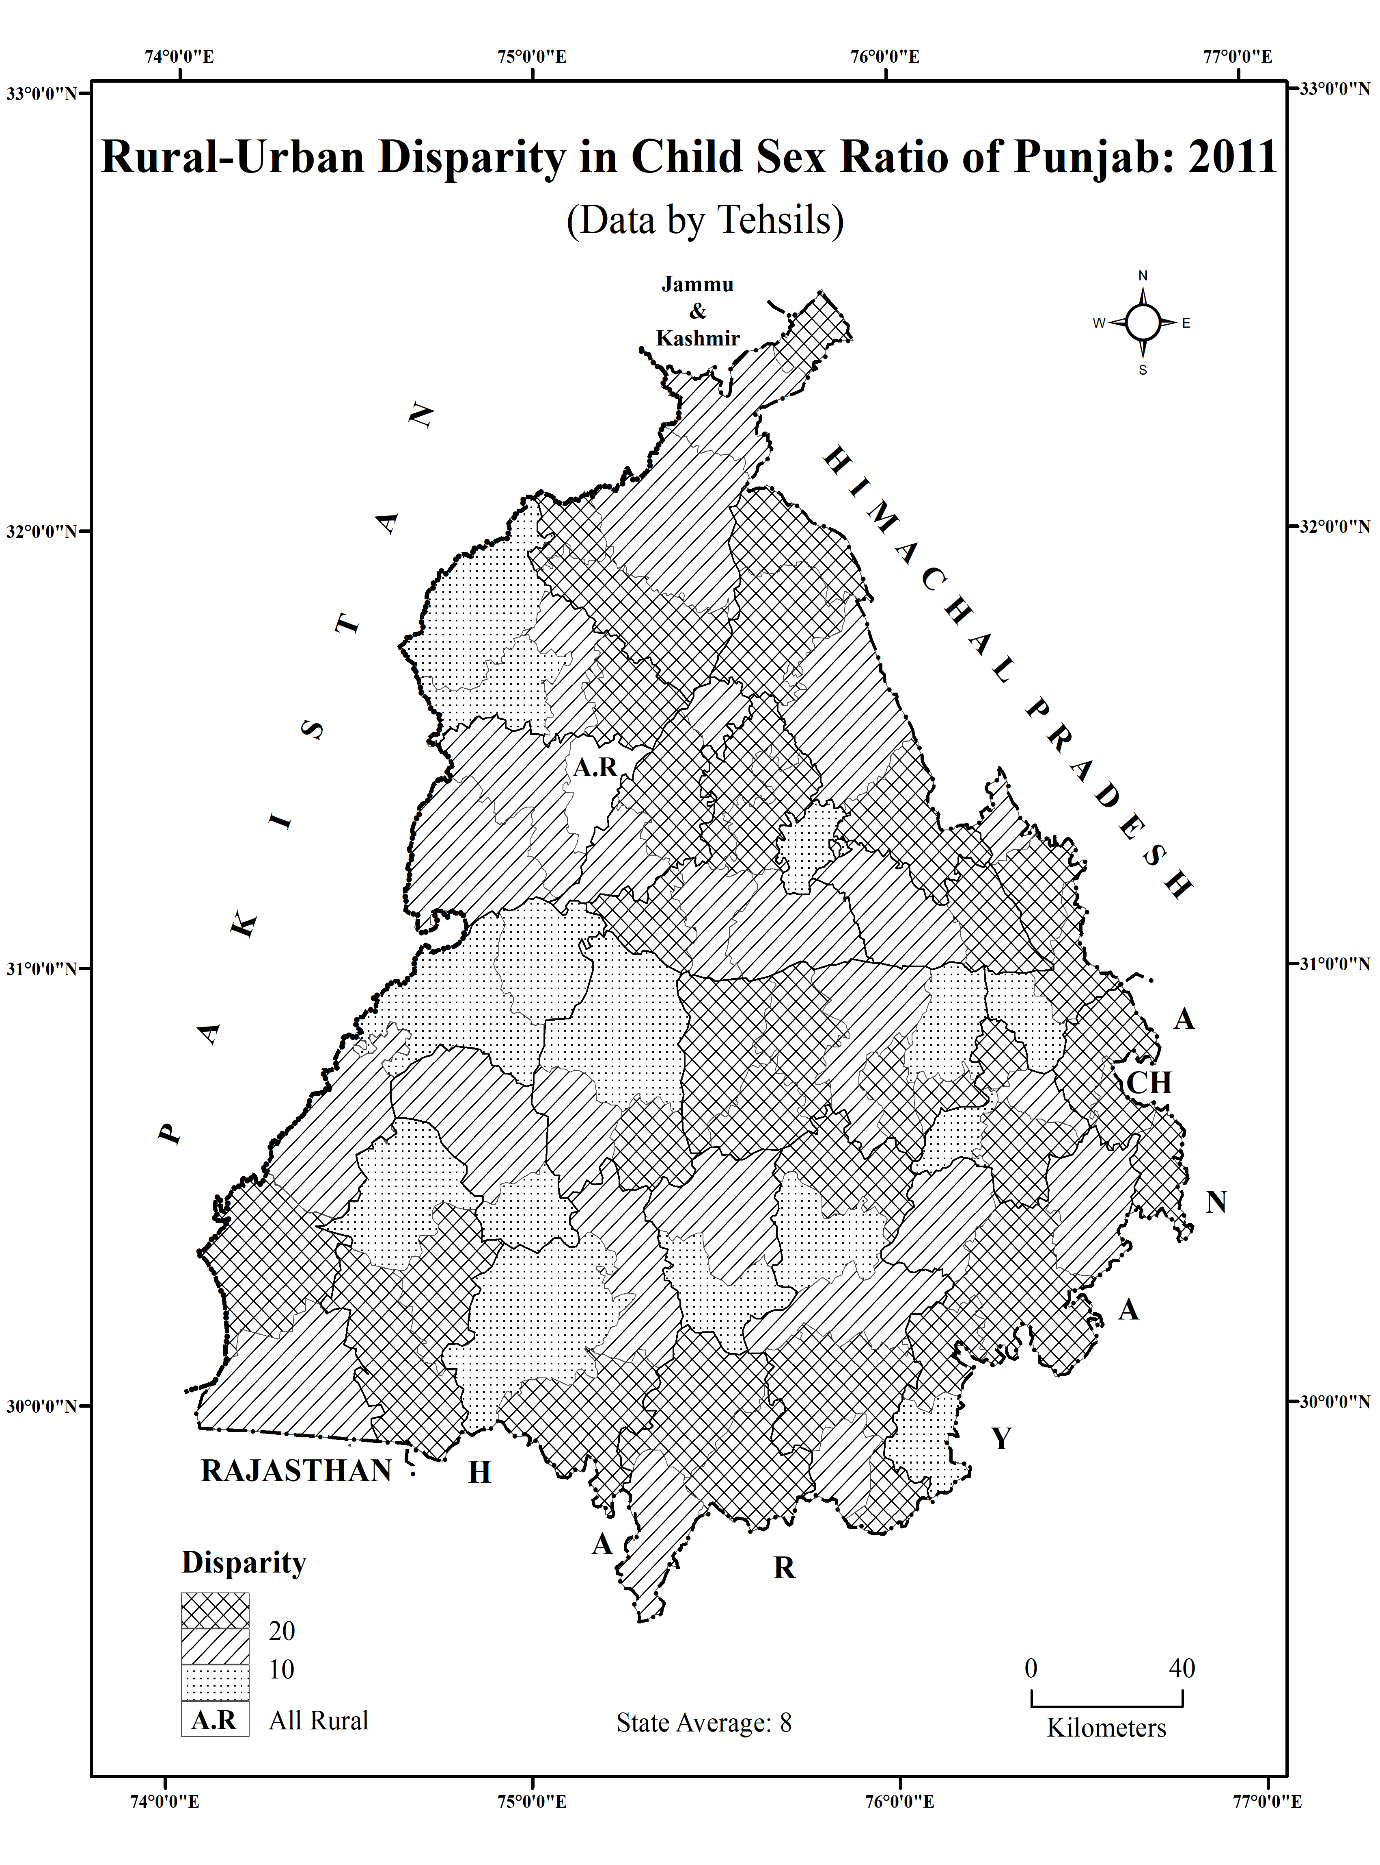 74°0'0"E 75°0'0"E 76°0'0"E 77°0'0"E
33°0'0"N 33°0'0"N
Rural-Urban Disparity in Child Sex Ratio of Punjab: 2011
(Data by Tehsils)
Jammu
&
Kashmir
N
W E
S
PAKISTAN
HIMACHAL PRADESH
32°0'0"N 32°0'0"N
A.R
31°0'0"N 31°0'0"N
CH
HARYANA
30°0'0"N 30°0'0"N
RAJASTHAN
Disparity
20
10
A.R All Rural
State Average: 8
0 40
Kilometers
74°0'0"E 75°0'0"E 76°0'0"E 77°0'0"E